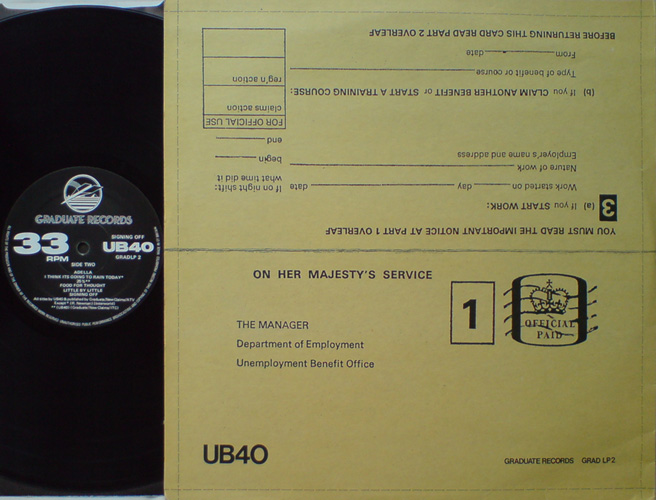 GRADUATE RECORDS
33
RPM
SIGNING OFF
UB40
GRADLP 2
SIDE TWO
ADELLA
I THINK ITS GOING TO RAIN TODAY*
25%**
FOOD FOR THOUGHT
LITTLE BY LITTLE
SIGNING OFF
YOU MUST READ THE IMPORTANT NOTICE AT PART 1 OVERLEAF
3 (a) If you START WORK:
Work started on day date
Nature of work
Employer's name and address
If on night shift:
what time did it
begin
end
FOR OFFICIAL USE
claims action
reg'n action
(b) If you CLAIM ANOTHER BENEFIT or START A TRAINING COURSE:
Type of benefit or course
From date
BEFORE RETURNING THIS CARD READ PART 2 OVERLEAF
ON HER MAJESTY'S SERVICE
1
OFFICIAL
PAID
THE MANAGER
Department of Employment
Unemployment Benefit Office
UB40
GRADUATE RECORDS GRAD LP2